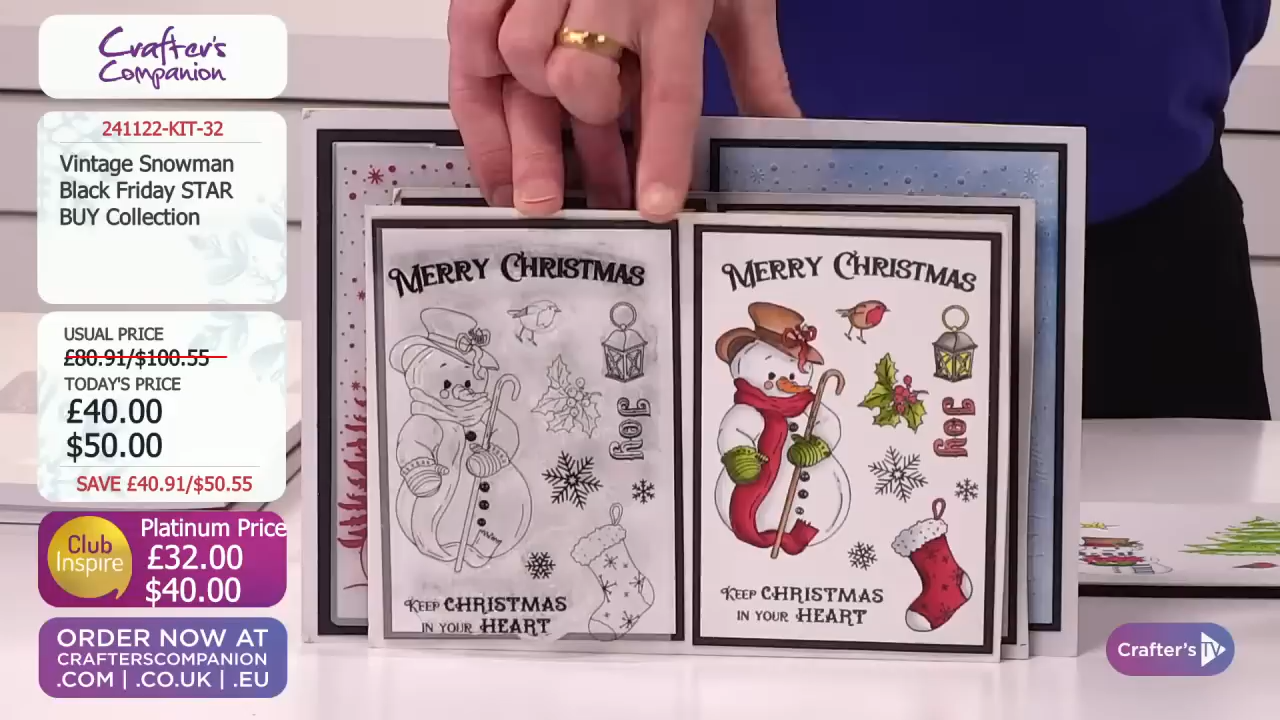 Crafter's
Companion
241122-KIT-32
Vintage Snowman
Black Friday STAR
BUY Collection
USUAL PRICE
£80.91/$100.55
TODAY'S PRICE
£40.00
$50.00
SAVE £40.91/$50.55
Club
Inspire
Platinum Price
£32.00
$40.00
ORDER NOW AT
CRAFTERSCOMPANION
.COM | .CO.UK | .EU
MERRY CHRISTMAS
JOY
KEEP CHRISTMAS
IN YOUR HEART
MERRY CHRISTMAS
JOY
KEEP CHRISTMAS
IN YOUR HEART
Crafter's TV